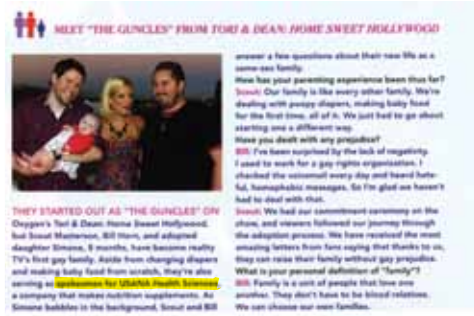 MEET "THE GUNCLES" FROM TORI & DEAN: HOME SWEET HOLLYWOOD
THEY STARTED OUT AS "THE GUNCLES" ON
Oxygen's Tori & Dean: Home Sweet Hollywood,
but Scout Masterson, Bill Horn, and adopted
daughter Simone, 8 months, have become reality
TV's first gay family. Aside from changing diapers
and making baby food from scratch, they're also
serving as spokesmen for USANA Health Sciences,
a company that makes nutrition supplements. As
Simone babbles in the background, Scout and Bill
answer a few questions about their new life as a
same-sex family.
How has your parenting experience been thus far?
Scout: Our family is like every other family. We're
dealing with poopy diapers, making baby food
for the first time, all of it. We just had to go about
starting one a different way.
Have you dealt with any prejudice?
Bill: I've been surprised by the lack of negativity.
I used to work for a gay rights organization. I
checked the voicemail every day and heard hate-
ful, homophobic messages. So I'm glad we haven't
had to deal with that.
Scout: We had our commitment ceremony on the
show, and viewers followed our journey through
the adoption process. We have received the most
amazing letters from fans saying that thanks to us,
they can raise their family without gay prejudice.
What is your personal definition of "family"?
Bill: Family is a unit of people that love one
another. They don't have to be blood relatives.
We can choose our own families.